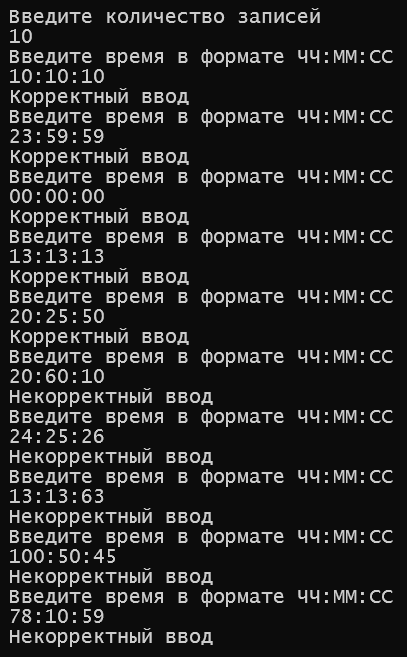 Введите количество записей
10
Введите время в формате ЧЧ:ММ:СС
10:10:10
Корректный ввод
Введите время в формате ЧЧ:ММ:СС
23:59:59
Корректный ввод
Введите время в формате ЧЧ:ММ:СС
00:00:00
Корректный ввод
Введите время в формате ЧЧ:ММ:СС
13:13:13
Корректный ввод
Введите время в формате ЧЧ:ММ:СС
20:25:50
Корректный ввод
Введите время в формате ЧЧ:ММ:СС
20:60:10
Некорректный ввод
Введите время в формате ЧЧ:ММ:СС
24:25:26
Некорректный ввод
Введите время в формате ЧЧ:ММ:СС
13:13:63
Некорректный ввод
Введите время в формате ЧЧ:ММ:СС
100:50:45
Некорректный ввод
Введите время в формате ЧЧ:ММ:СС
78:10:59
Некорректный ввод